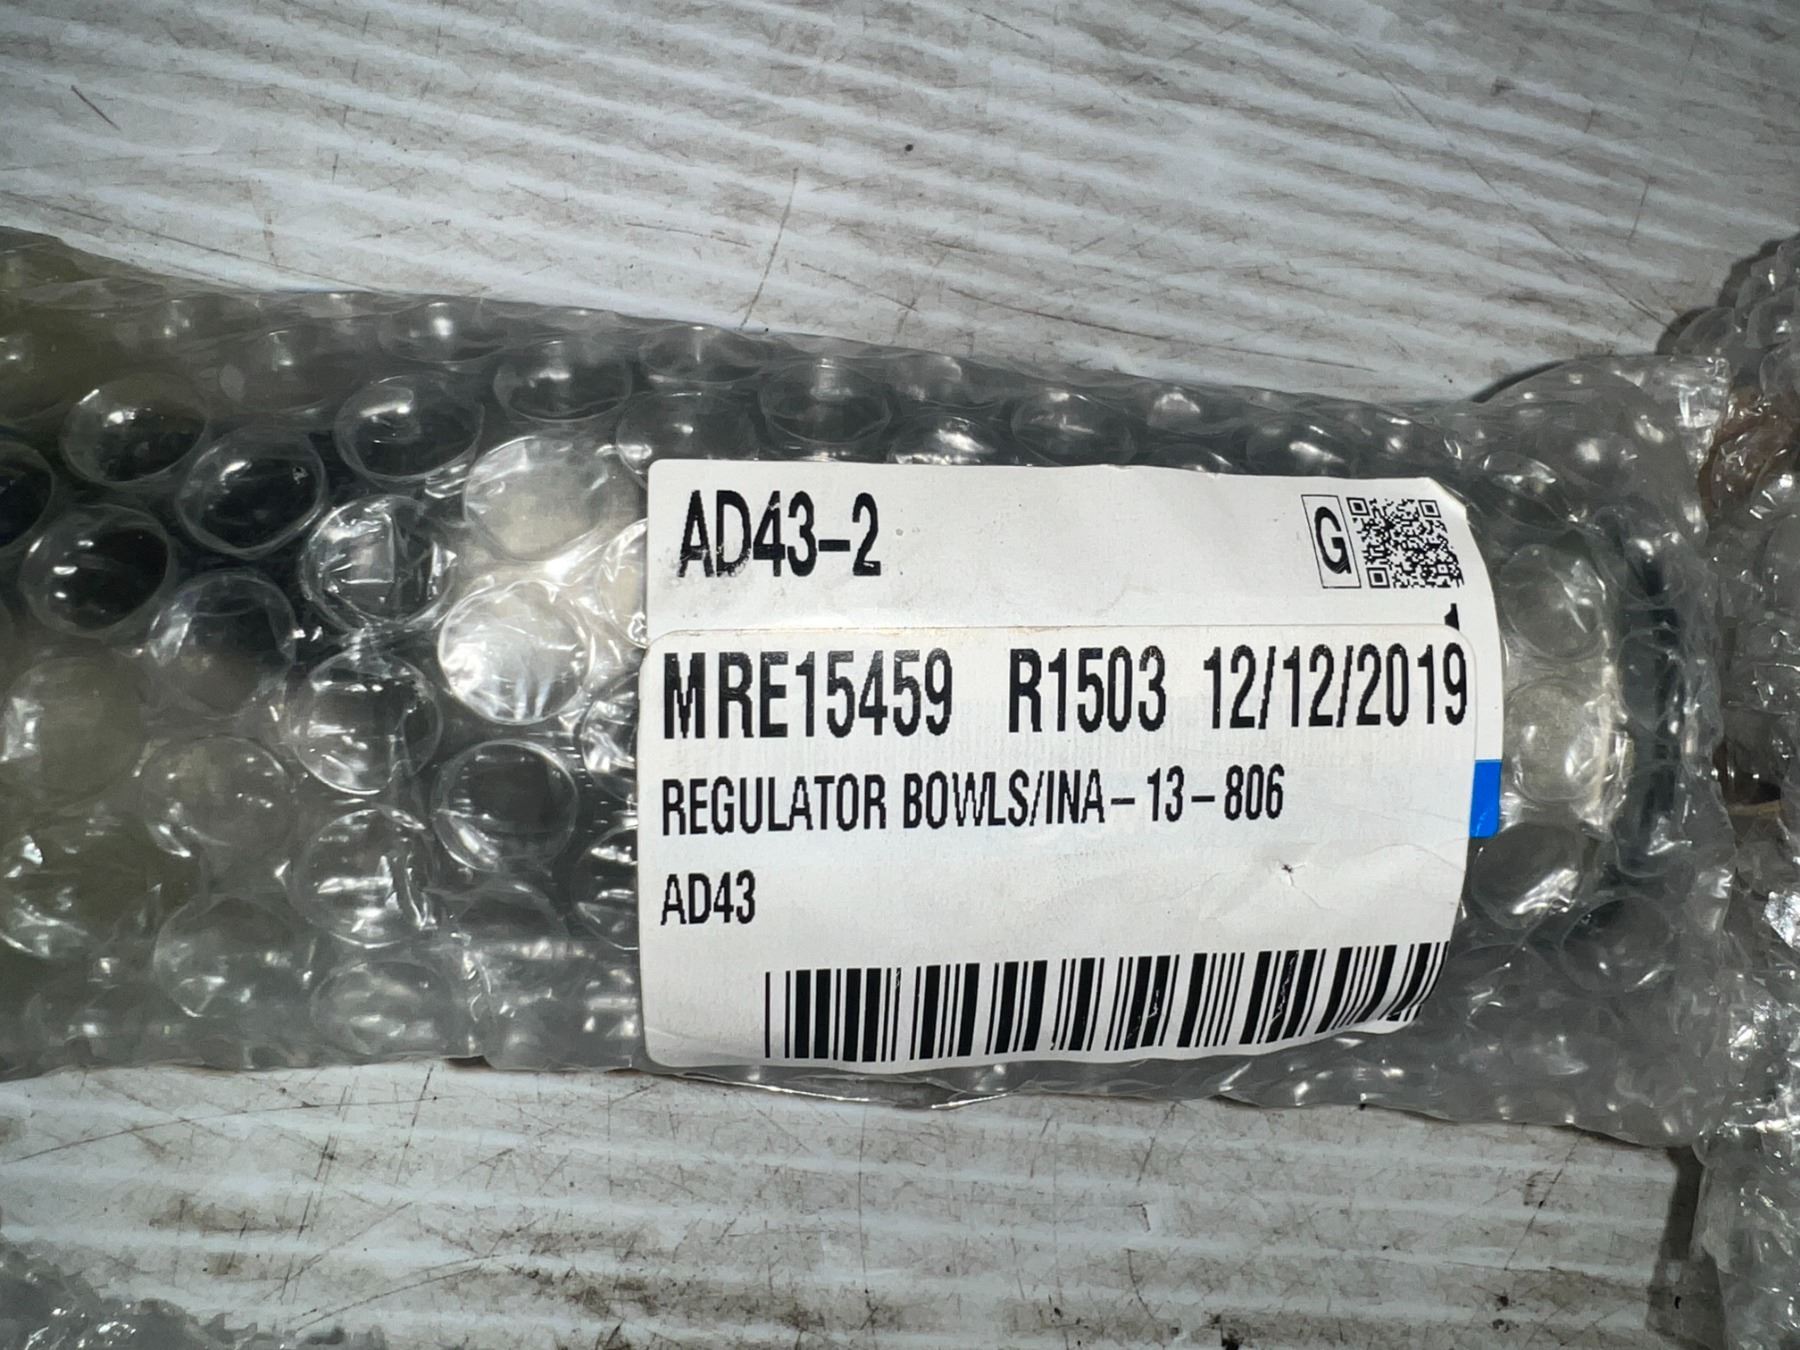 AD43-2
G
MRE15459 R1503 12/12/2019
REGULATOR BOWLS/INA-13-806
AD43